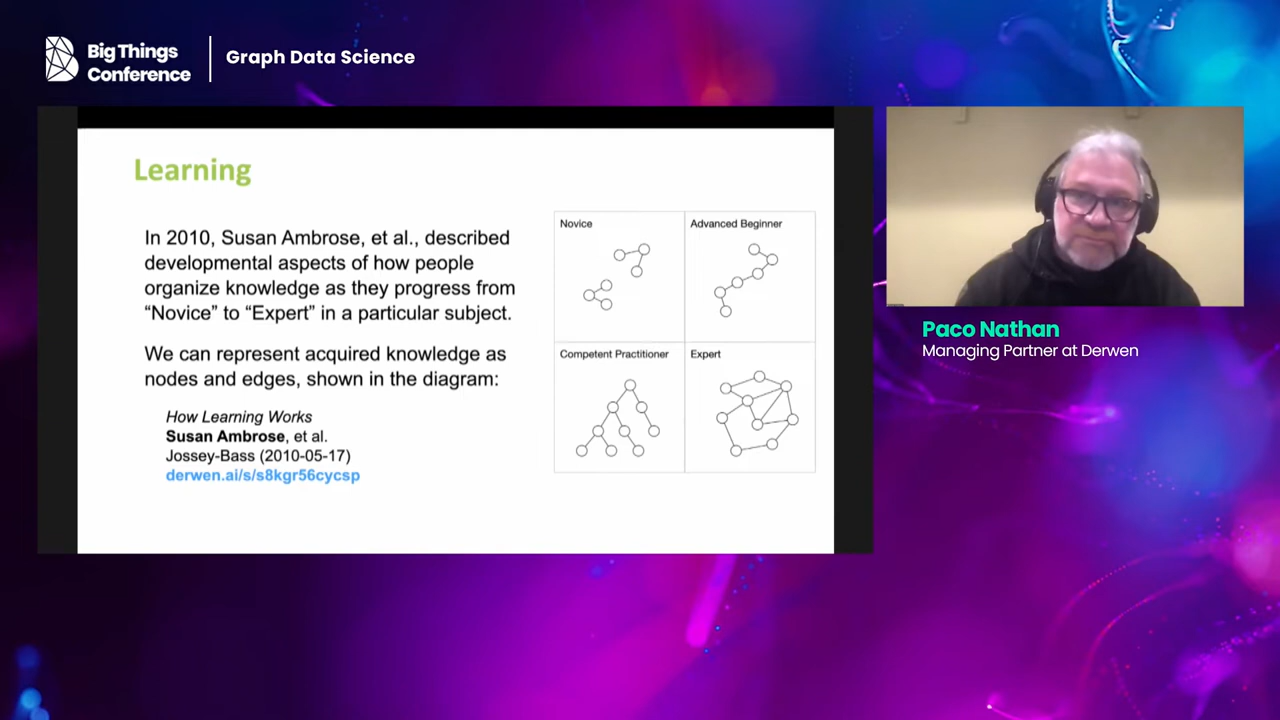 Big Things
Conference
Graph Data Science
Learning
In 2010, Susan Ambrose, et al., described
developmental aspects of how people
organize knowledge as they progress from
“Novice” to “Expert” in a particular subject.
We can represent acquired knowledge as
nodes and edges, shown in the diagram:
How Learning Works
Susan Ambrose, et al.
Jossey-Bass (2010-05-17)
derwen.ai/s/s8kgr56cycsp
Novice
Advanced Beginner
Competent Practitioner
Expert
Paco Nathan
Managing Partner at Derwen